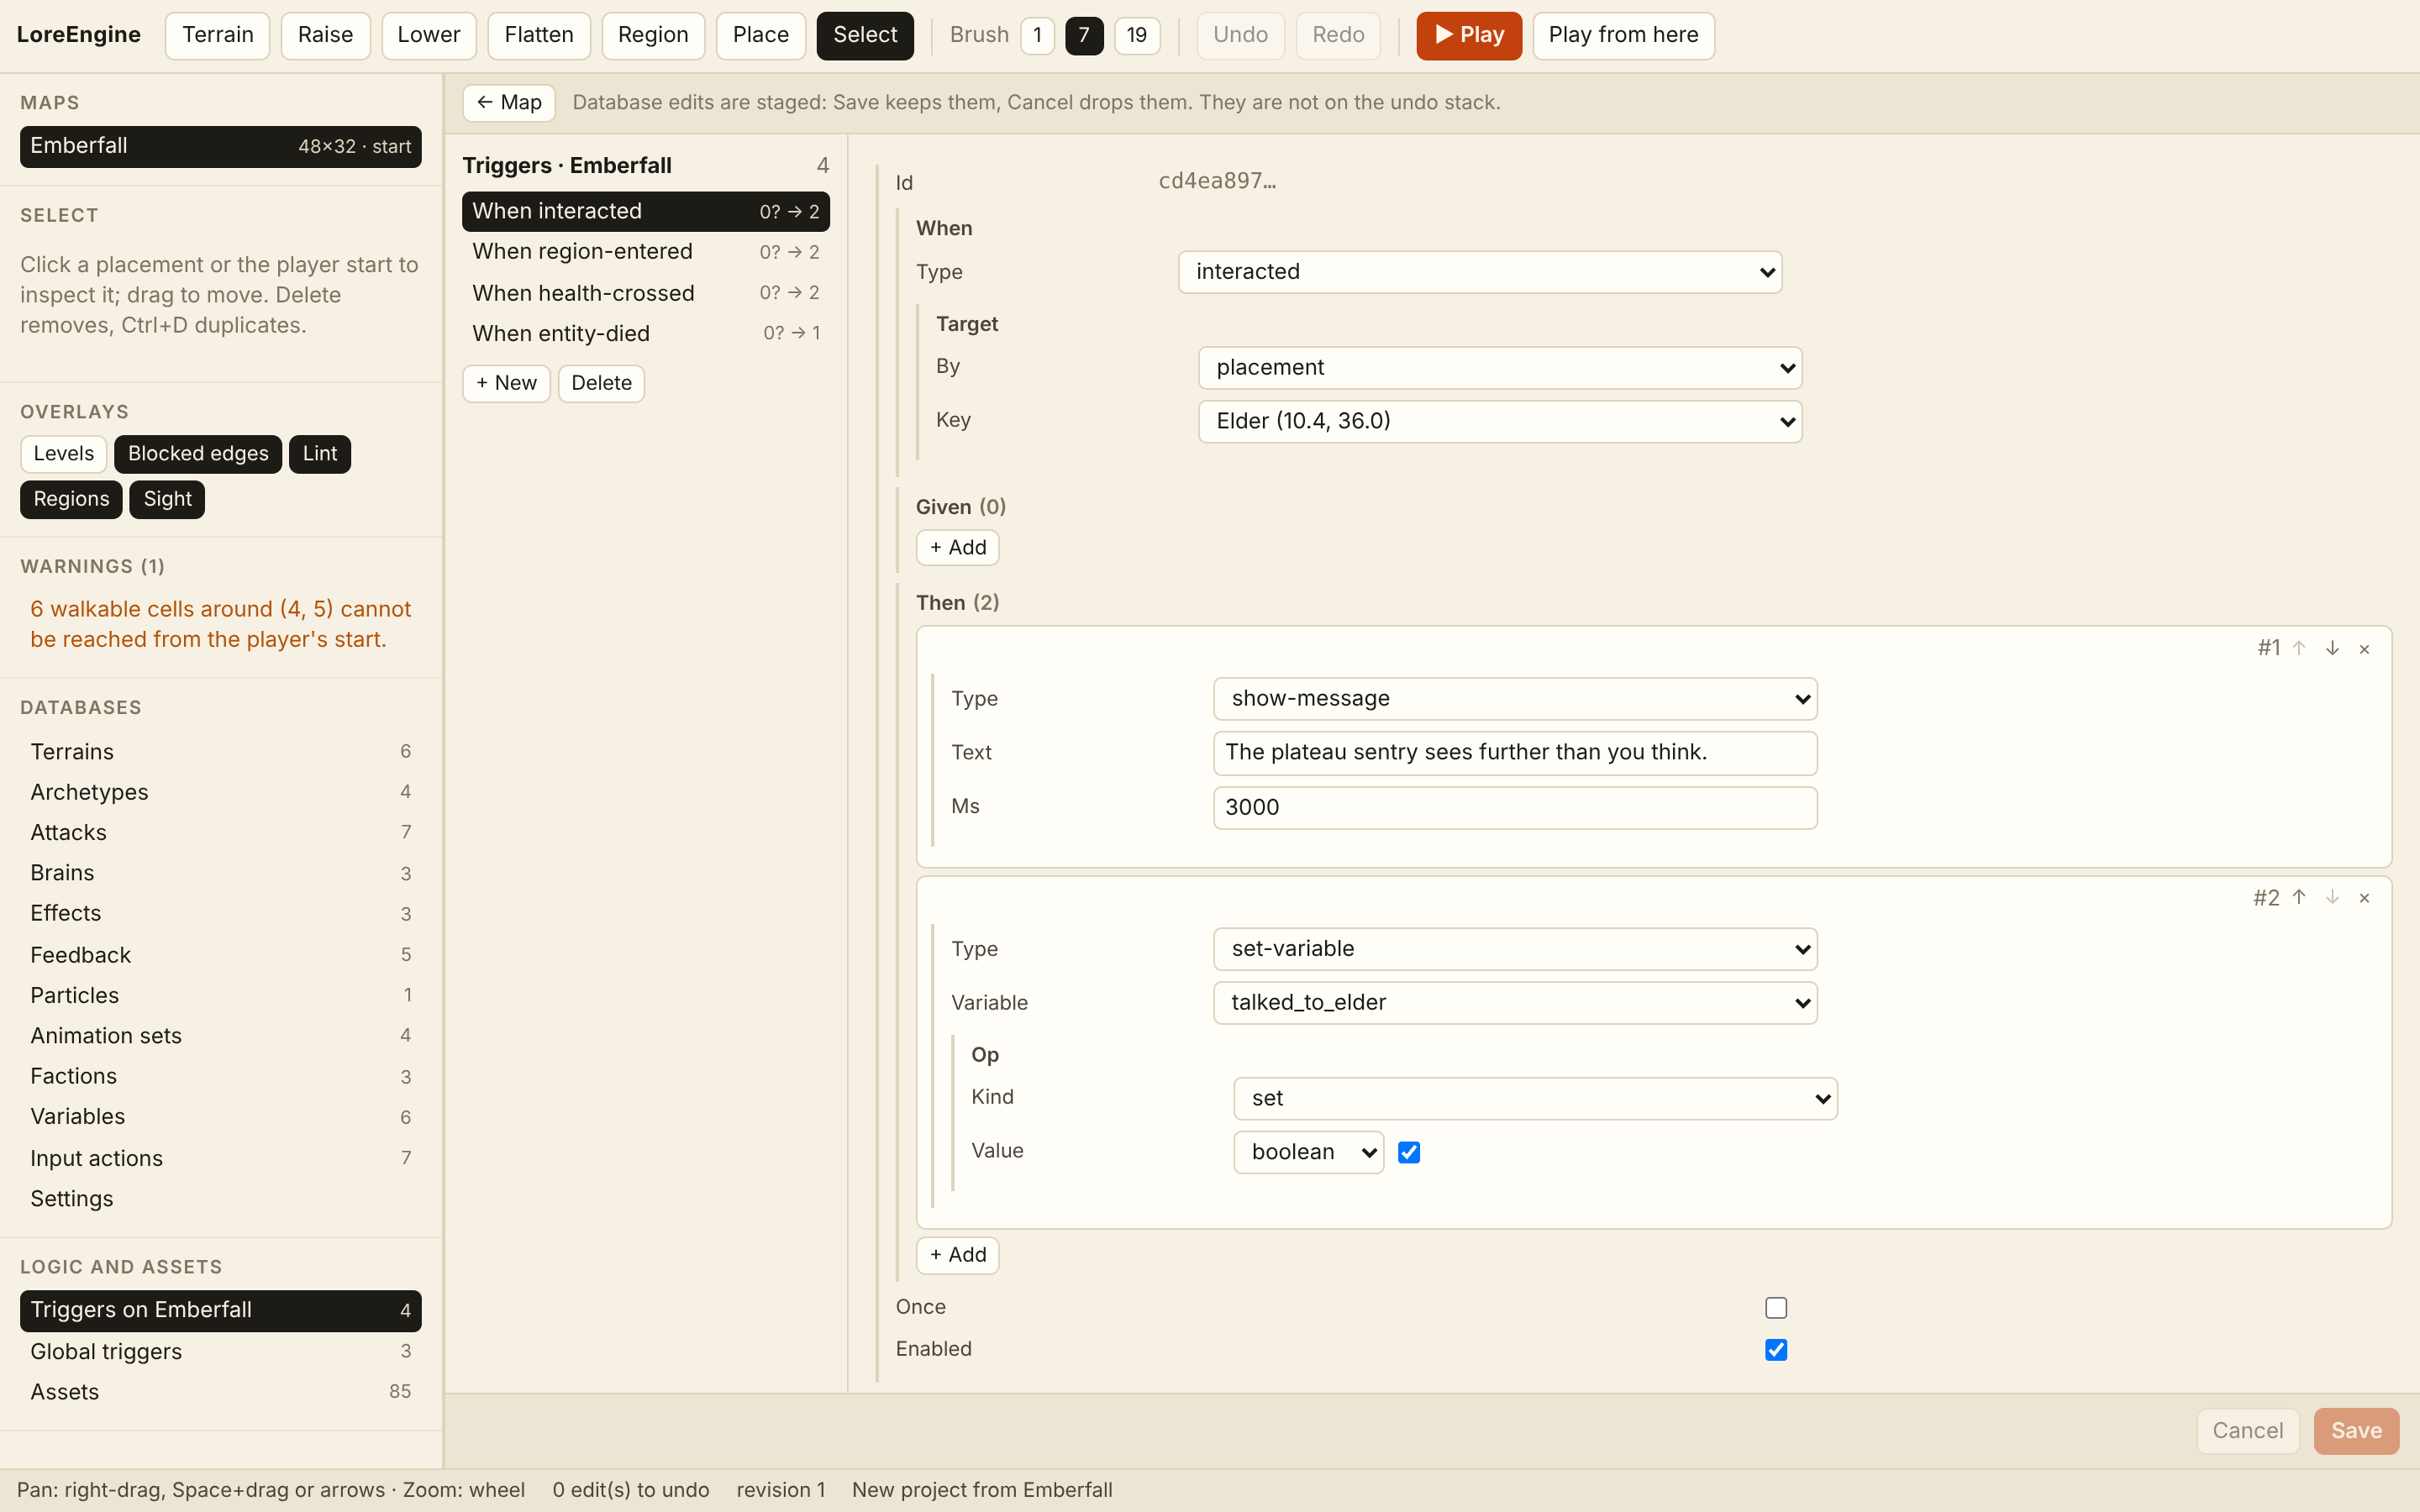 LoreEngine Terrain Raise Lower Flatten Region Place Select Brush 1 7 19 Undo Redo ▶ Play Play from here
MAPS
Emberfall 48×32 · start
SELECT
Click a placement or the player start to
inspect it; drag to move. Delete
removes, Ctrl+D duplicates.
OVERLAYS
Levels Blocked edges Lint
Regions Sight
WARNINGS (1)
6 walkable cells around (4, 5) cannot
be reached from the player's start.
DATABASES
Terrains 6
Archetypes 4
Attacks 7
Brains 3
Effects 3
Feedback 5
Particles 1
Animation sets 4
Factions 3
Variables 6
Input actions 7
Settings
LOGIC AND ASSETS
Triggers on Emberfall 4
Global triggers 3
Assets 85
← Map Database edits are staged: Save keeps them, Cancel drops them. They are not on the undo stack.
Triggers · Emberfall 4
When interacted 0? → 2
When region-entered 0? → 2
When health-crossed 0? → 2
When entity-died 0? → 1
+ New Delete
Id cd4ea897…
When
Type interacted
Target
By placement
Key Elder (10.4, 36.0)
Given (0)
+ Add
Then (2)
#1 ↑ ↓ ×
Type show-message
Text The plateau sentry sees further than you think.
Ms 3000
#2 ↑ ↓ ×
Type set-variable
Variable talked_to_elder
Op
Kind set
Value boolean
+ Add
Once
Enabled
Cancel Save
Pan: right-drag, Space+drag or arrows · Zoom: wheel 0 edit(s) to undo revision 1 New project from Emberfall